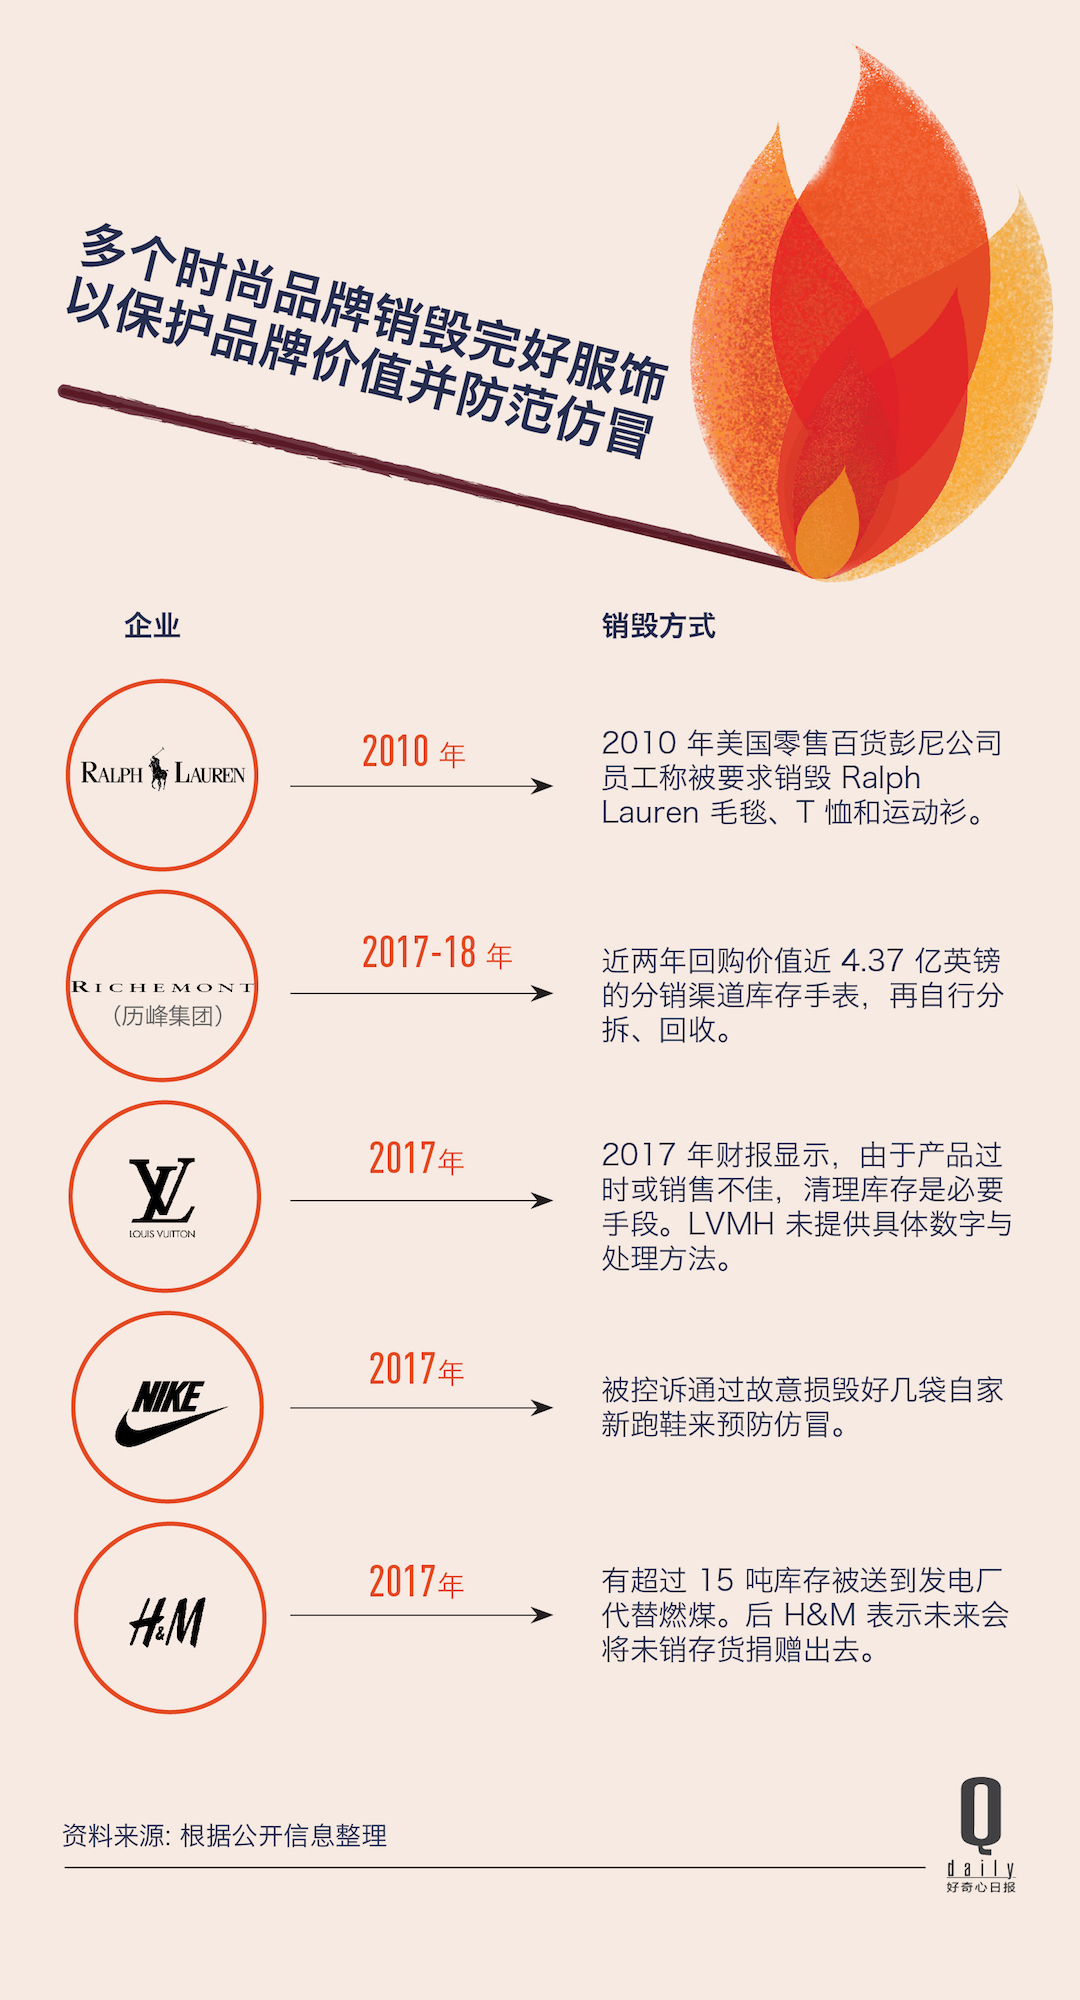 多个时尚品牌销毁完好服饰
以保护品牌价值并防范仿冒
企业
销毁方式
RALPH LAUREN
2010 年
2010 年美国零售百货彭尼公司
员工称被要求销毁 Ralph
Lauren 毛毯、T 恤和运动衫。
RICHEMONT
（历峰集团）
2017-18 年
近两年回购价值近 4.37 亿英镑
的分销渠道库存手表，再自行分
拆、回收。
LV
LOUIS VUITTON
2017年
2017 年财报显示，由于产品过
时或销售不佳，清理库存是必要
手段。LVMH 未提供具体数字与
处理方法。
NIKE
2017年
被控诉通过故意损毁好几袋自家
新跑鞋来预防仿冒。
H&M
2017年
有超过 15 吨库存被送到发电厂
代替燃煤。后 H&M 表示未来会
将未销存货捐赠出去。
资料来源: 根据公开信息整理
Q
daily
好奇心日报